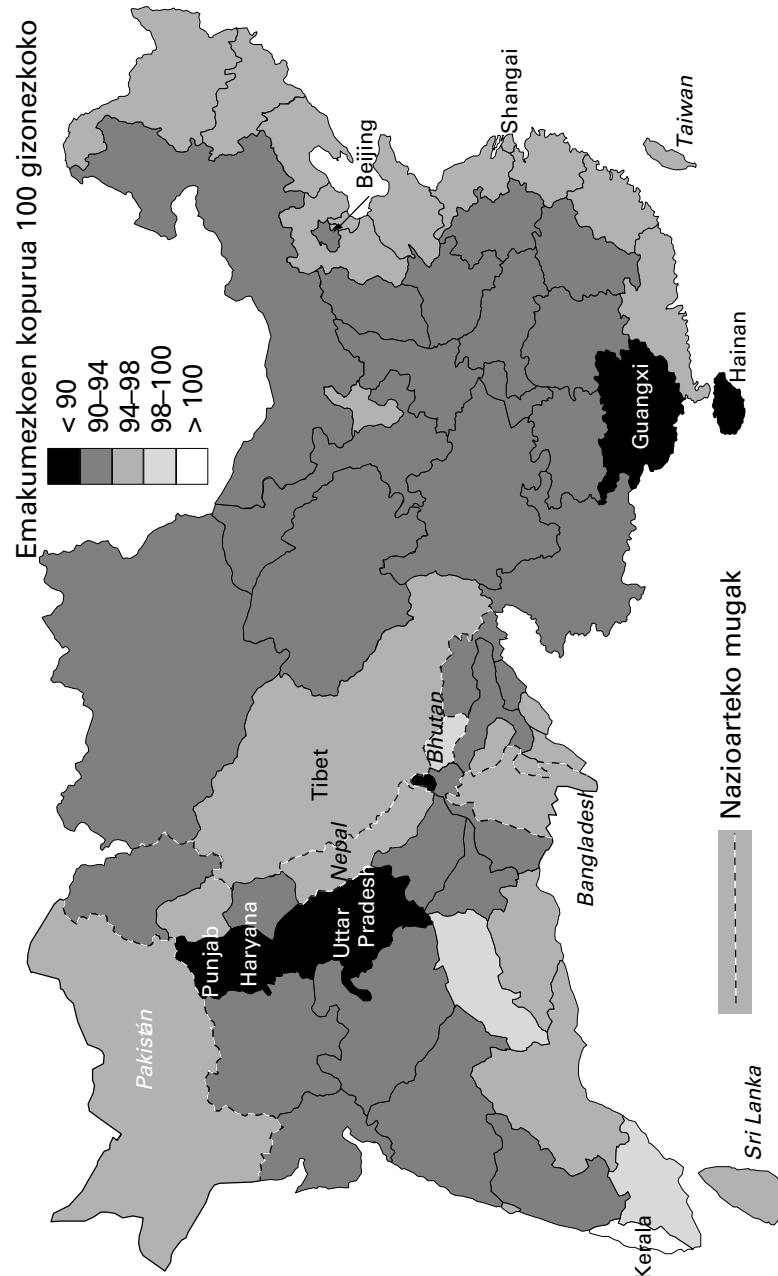 Emakumezkoen kopurua 100 gizonezkoko
< 90
90–94
94–98
98–100
> 100
Pakistán
Punjab
Haryana
Uttar
Pradesh
Nepal
Tibet
Bhutan
Bangladesh
Beijing
Shangai
Taiwan
Guangxi
Hainan
Kerala
Sri Lanka
Nazioarteko mugak